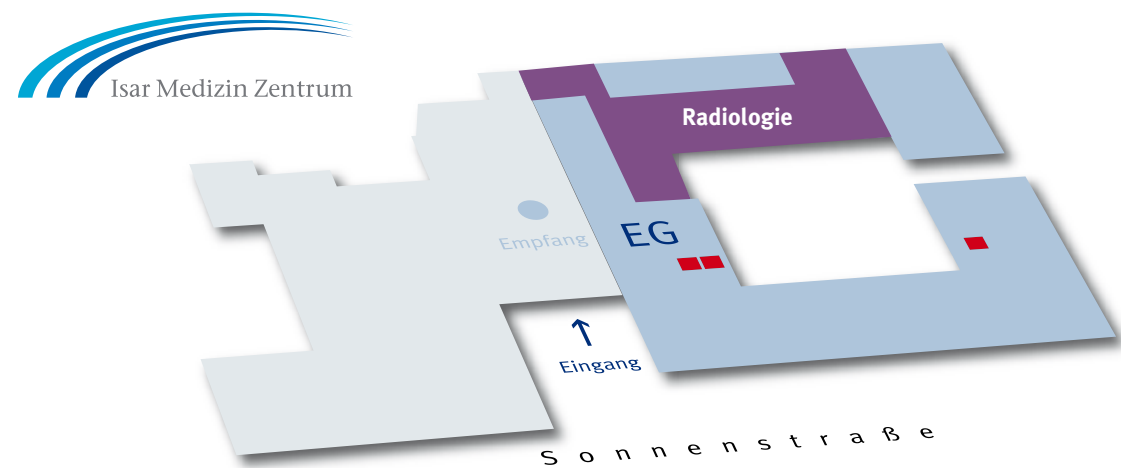 Isar Medizin Zentrum
Radiologie
EG
Empfang
Eingang
Sonnenstraße